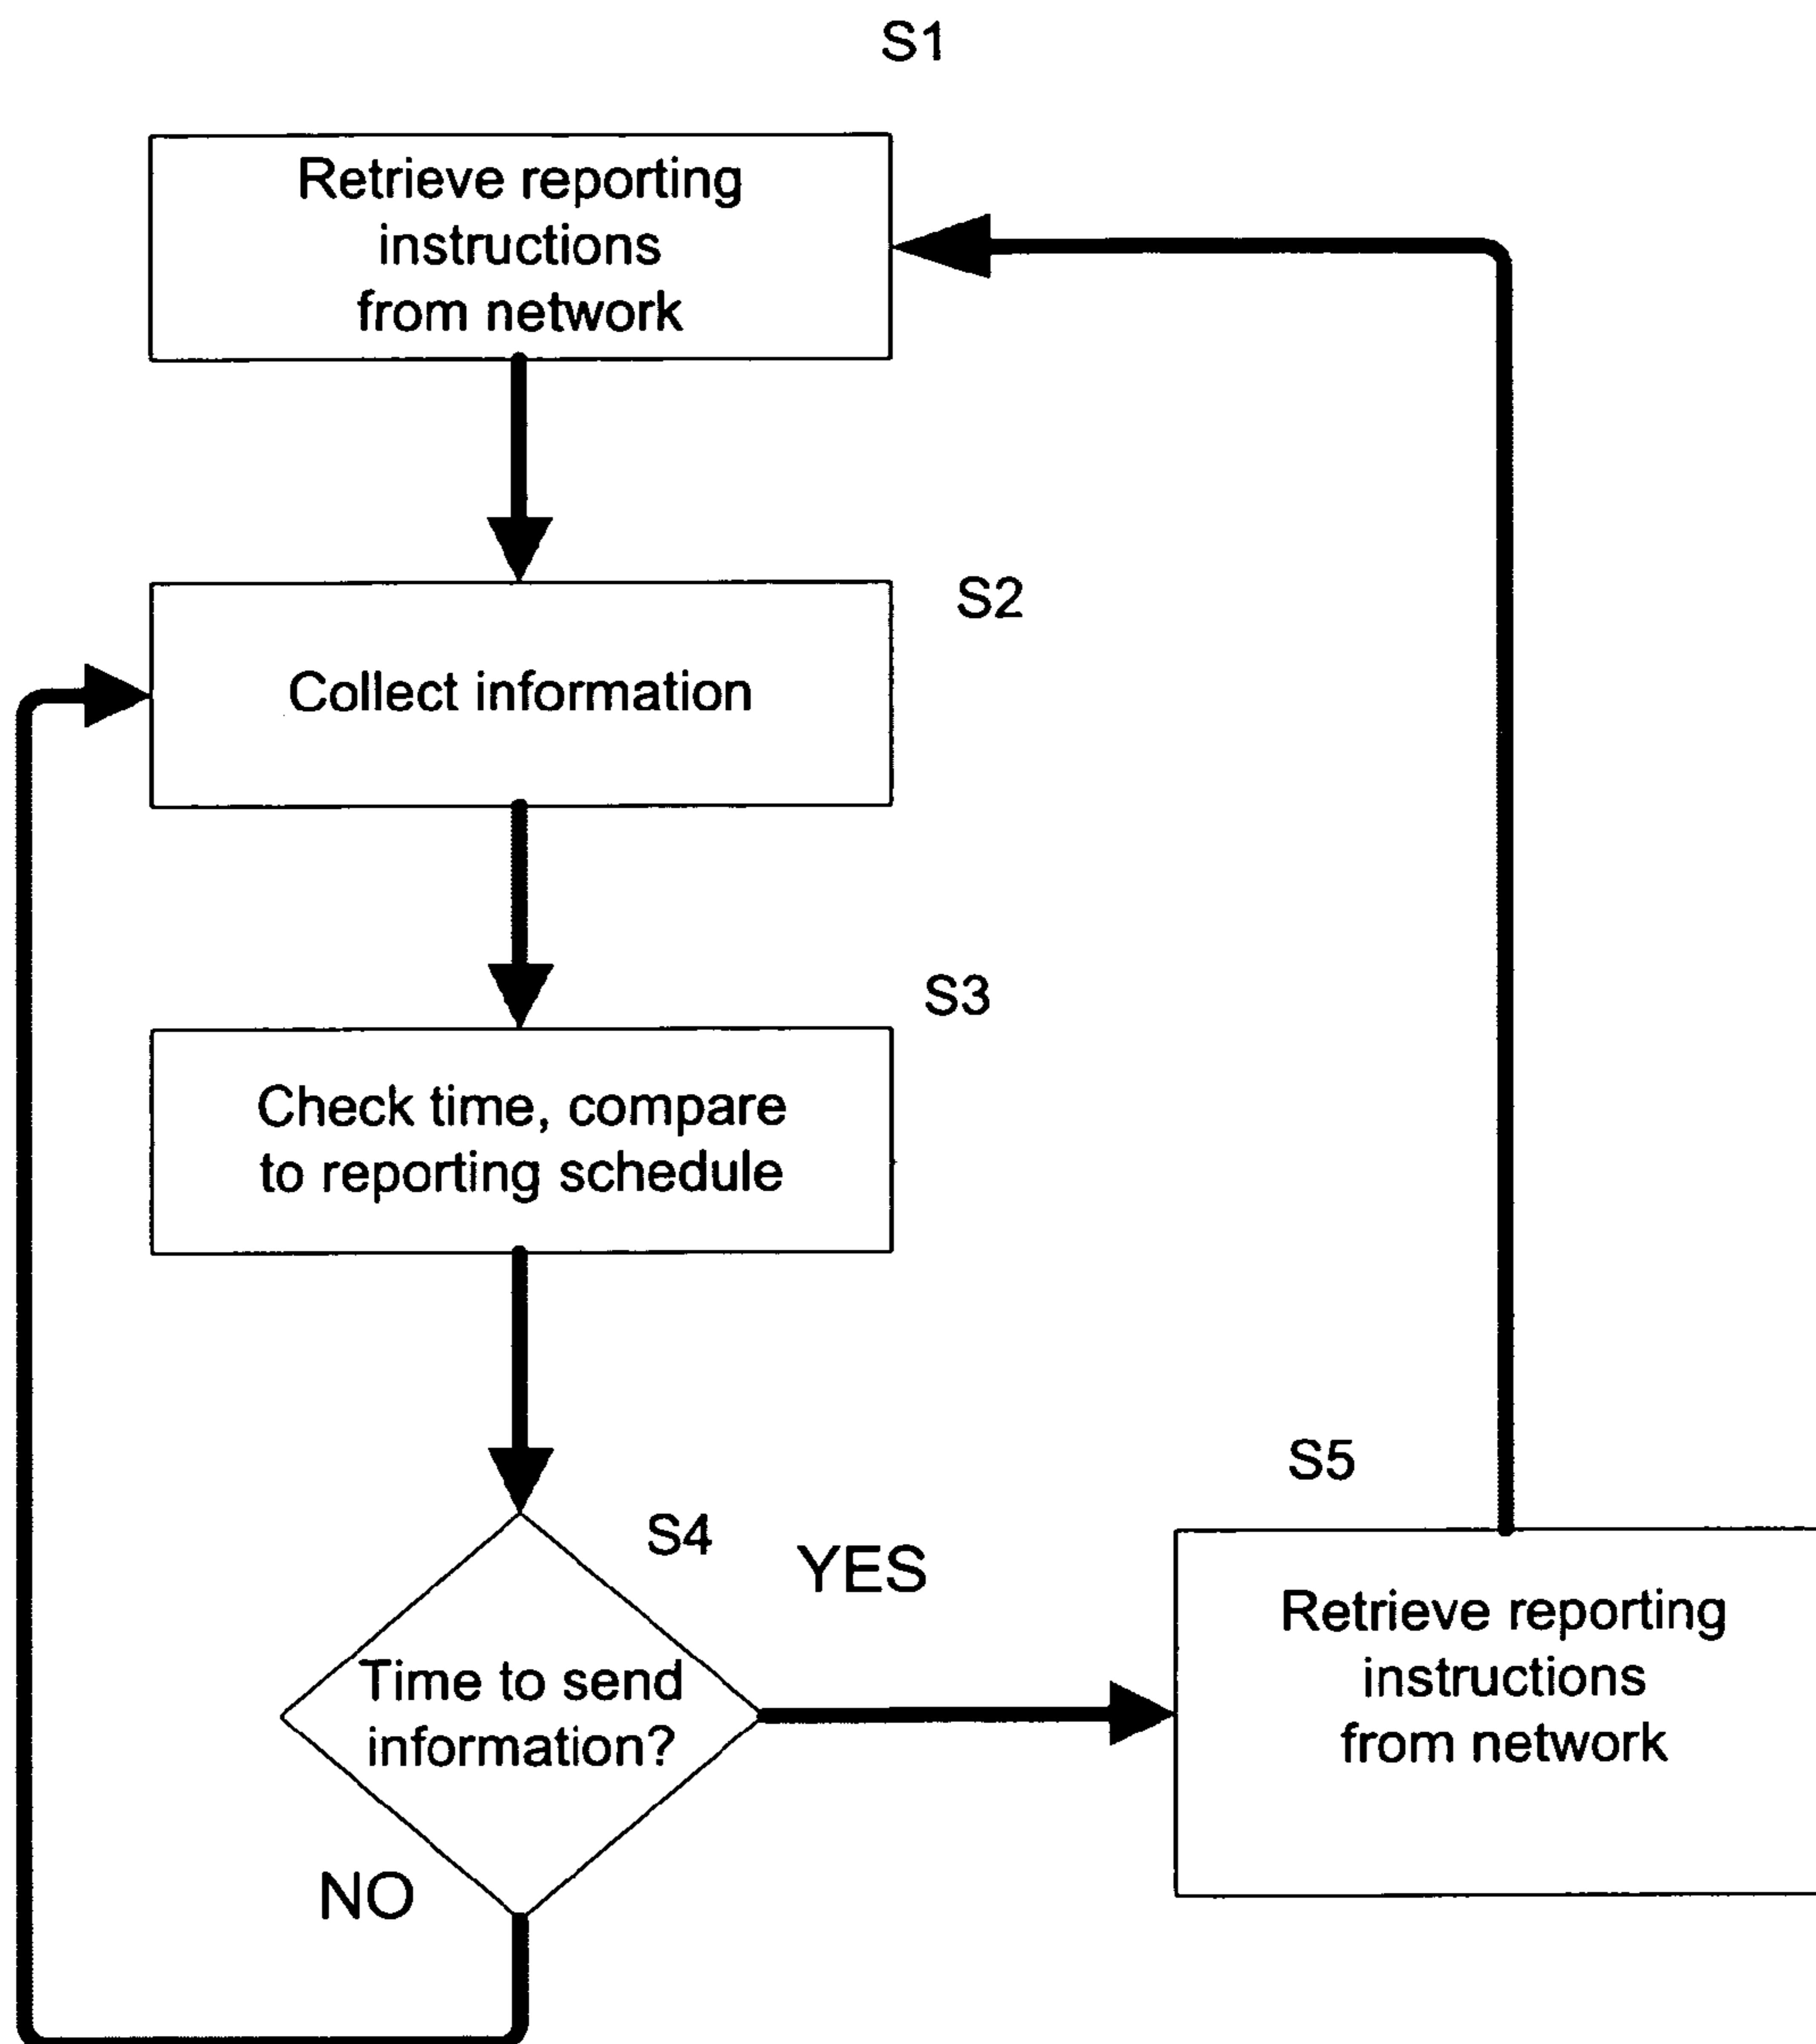 S1
Retrieve reporting
instructions
from network
S2
Collect information
S3
Check time, compare
to reporting schedule
S4
Time to send
information?
YES
NO
S5
Retrieve reporting
instructions
from network